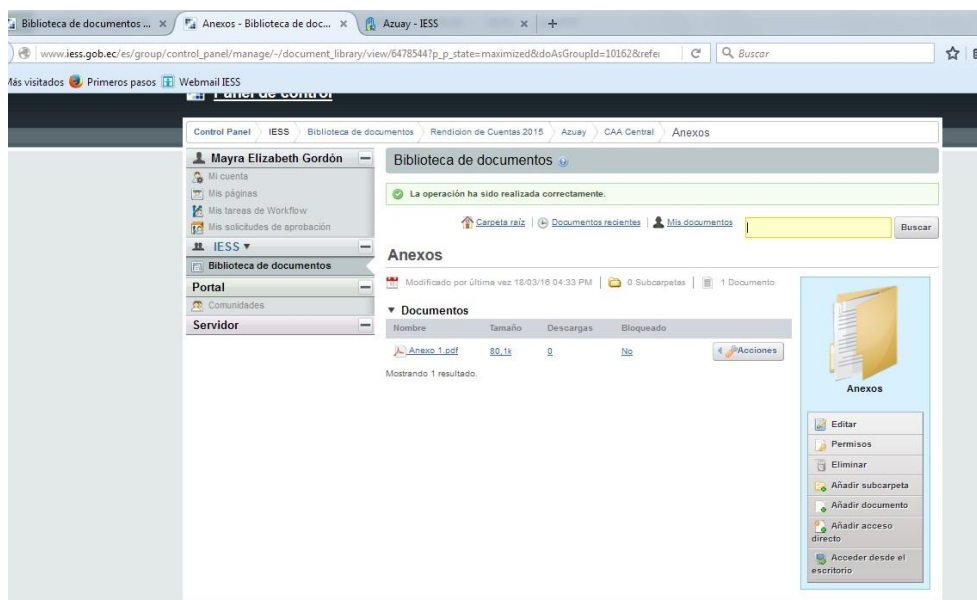 Biblioteca de documentos ... ×
Anexos - Biblioteca de doc... ×
Azuay - IESS ×
+
www.iess.gob.ec/es/group/control_panel/manage/-/document_library/view/6478544?p_p_state=maximized&doAsGroupId=10162&refe
Buscar
Más visitados Primeros pasos Webmail IESS
Panel de control
Control Panel IESS Biblioteca de documentos Rendicion de Cuentas 2015 Azuay CAA Central Anexos
Mayra Elizabeth Gordón
Mi cuenta
Mis páginas
Mis tareas de Workflow
Mis solicitudes de aprobación
IESS ▼
Biblioteca de documentos
Portal
Comunidades
Servidor
Biblioteca de documentos
La operación ha sido realizada correctamente.
Carpeta raíz | Documentos recientes | Mis documentos
Buscar
Anexos
Modificado por última vez 18/03/16 04:33 PM | 0 Subcarpetas | 1 Documento
▼ Documentos
Nombre Tamaño Descargas Bloqueado
Anexo 1.pdf 80,1k 0 No Acciones
Mostrando 1 resultado.
Anexos
Editar
Permisos
Eliminar
Añadir subcarpeta
Añadir documento
Añadir acceso
directo
Acceder desde el
escritorio